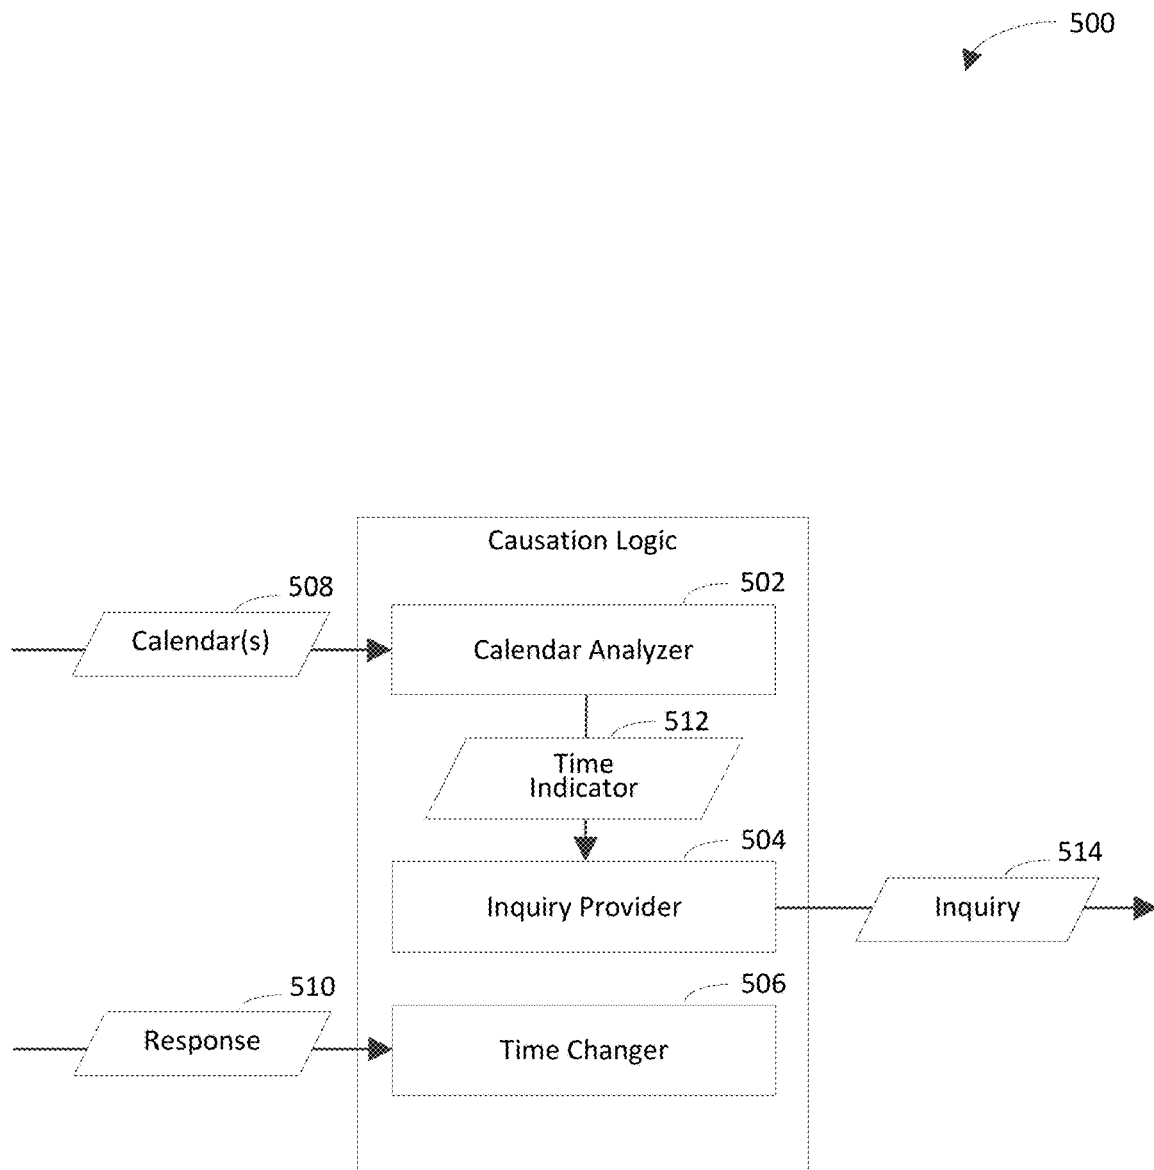 500
Causation Logic
508
502
Calendar(s)
Calendar Analyzer
512
Time
Indicator
504
514
Inquiry Provider
Inquiry
510
506
Response
Time Changer